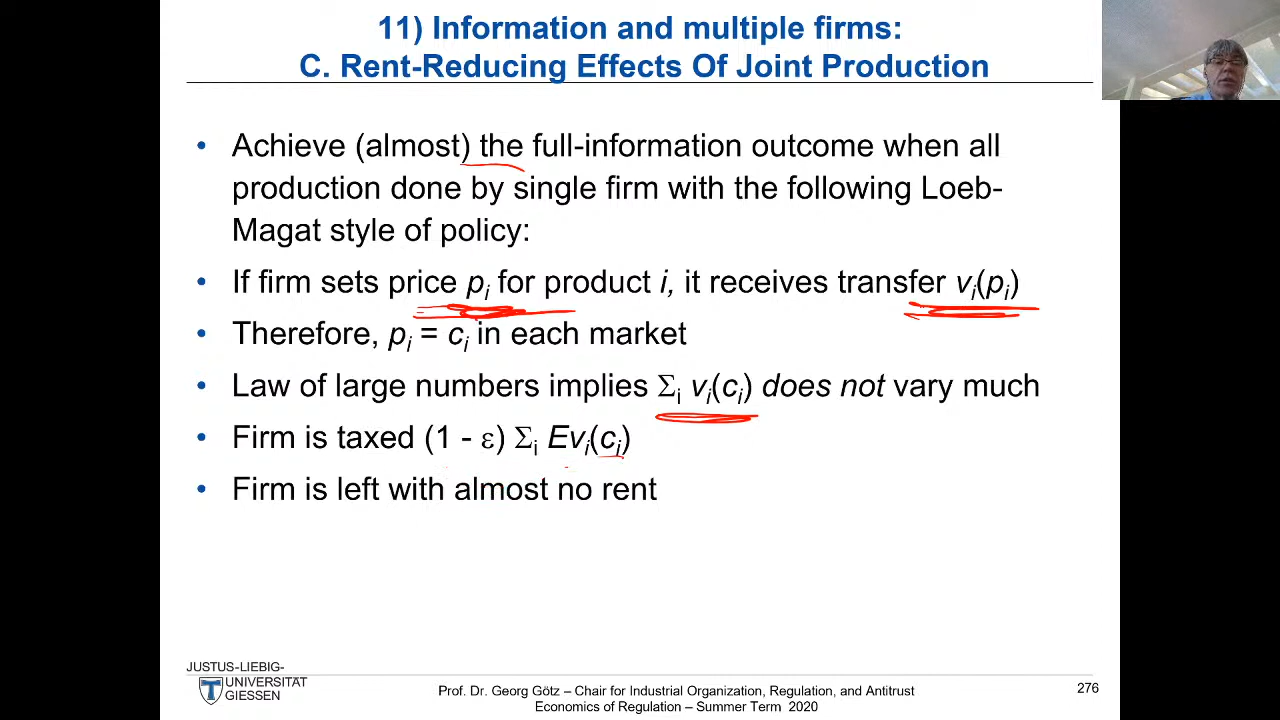 11) Information and multiple firms:
C. Rent-Reducing Effects Of Joint Production
• Achieve (almost) the full-information outcome when all
production done by single firm with the following Loeb-
Magat style of policy:
• If firm sets price pi for product i, it receives transfer vi(pi)
• Therefore, pi = ci in each market
• Law of large numbers implies Σi vi(ci) does not vary much
• Firm is taxed (1 - ε) Σi Evi(ci)
• Firm is left with almost no rent
JUSTUS-LIEBIG-
UNIVERSITÄT
GIESSEN
Prof. Dr. Georg Götz – Chair for Industrial Organization, Regulation, and Antitrust
Economics of Regulation – Summer Term 2020
276